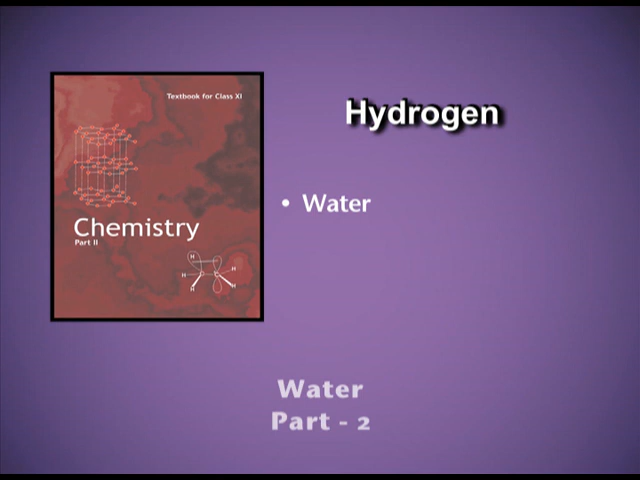 Textbook for Class XI
Chemistry
Part II
H
H
H
H
H
Hydrogen
• Water
Water
Part - 2